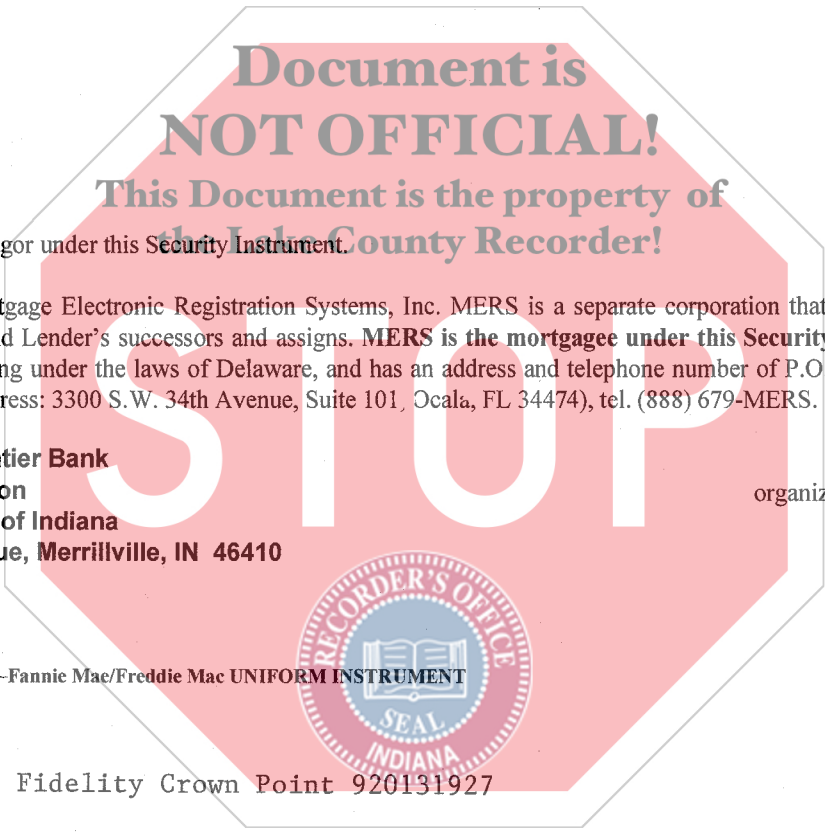 Document is
NOT OFFICIAL!
This Document is the property of
the Lake County Recorder!
gor under this Security Instrument.
tgage Electronic Registration Systems, Inc. MERS is a separate corporation that
d Lender's successors and assigns. MERS is the mortgagee under this Security
ng under the laws of Delaware, and has an address and telephone number of P.O
ress: 3300 S.W. 34th Avenue, Suite 101, Ocala, FL 34474), tel. (888) 679-MERS.
STOP
tier Bank
on
organiz
of Indiana
ue, Merrillville, IN 46410
RECORDER'S OFFICE
SEAL
INDIANA
-Fannie Mae/Freddie Mac UNIFORM INSTRUMENT
Fidelity Crown Point 920131927